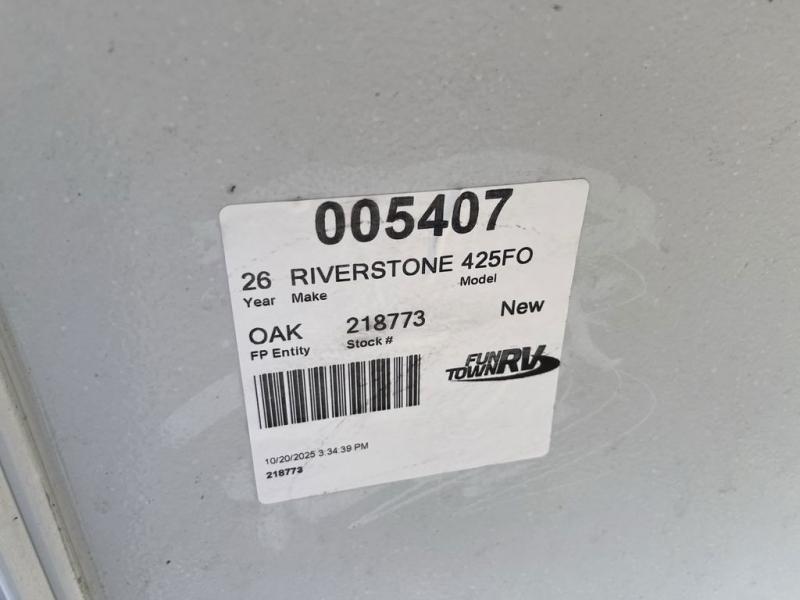 005407
26 RIVERSTONE 425FO
Year Make Model
OAK 218773 New
FP Entity Stock #
FUN TOWN RV
10/20/2025 3:34:39 PM
218773